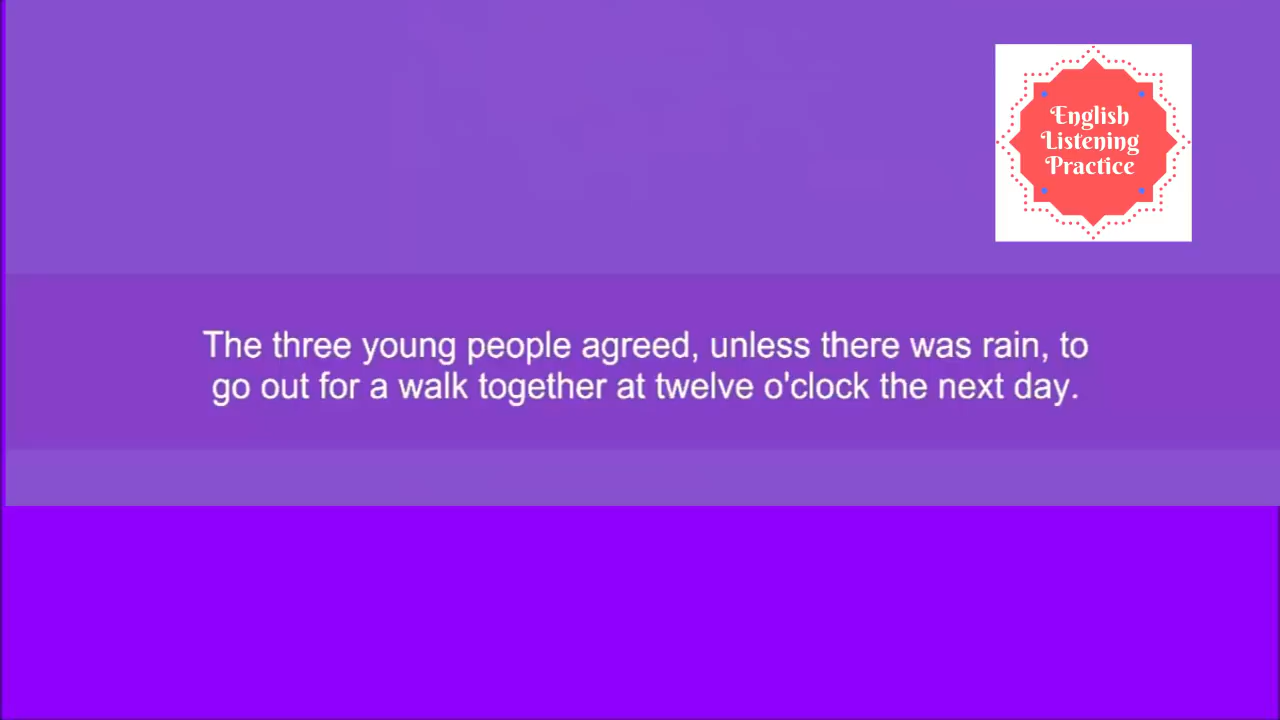 English
Listening
Practice
The three young people agreed, unless there was rain, to
go out for a walk together at twelve o'clock the next day.